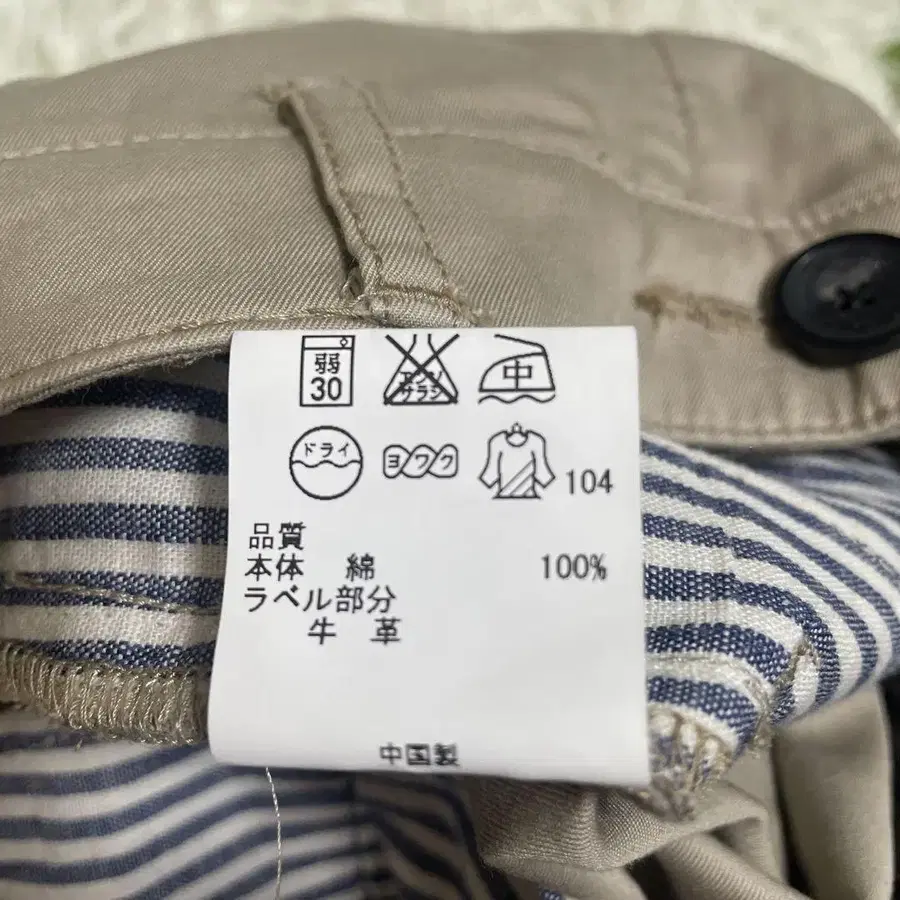 弱
30
エンソ
サラシ
中
ドライ
ヨワク
104
品質
本体 綿 100%
ラベル部分
牛 革
中国製